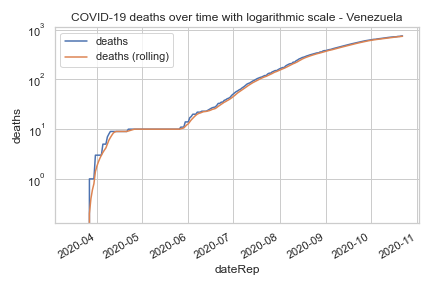 COVID-19 deaths over time with logarithmic scale - Venezuela
deaths
deaths (rolling)
deaths
10³
10²
10¹
10⁰
2020-04
2020-05
2020-06
2020-07
2020-08
2020-09
2020-10
2020-11
dateRep